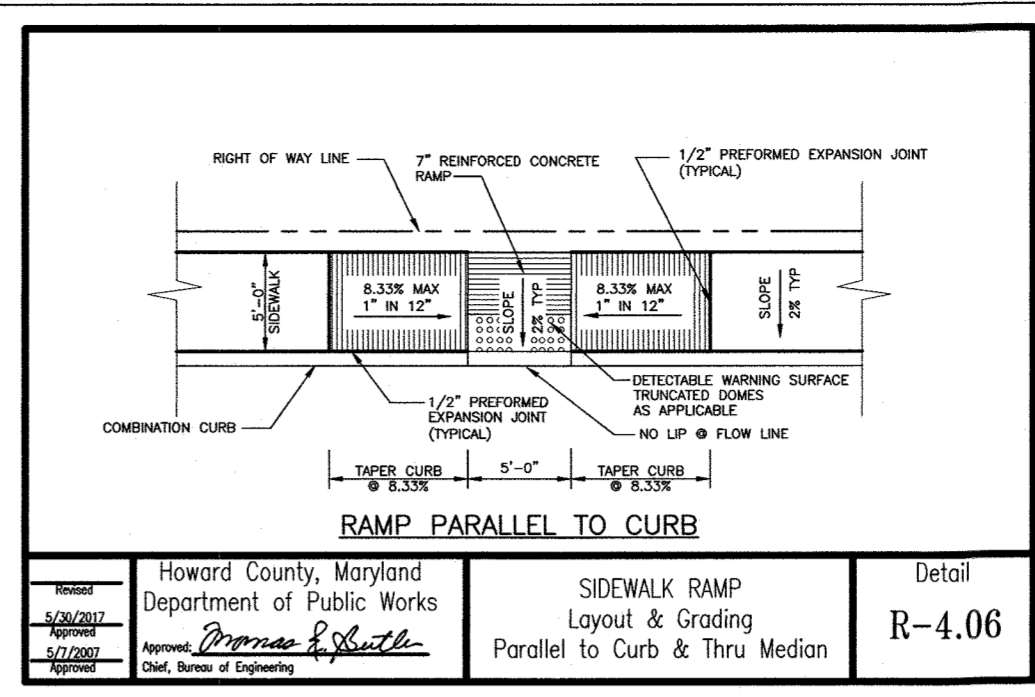 RIGHT OF WAY LINE
7" REINFORCED CONCRETE
RAMP
1/2" PREFORMED EXPANSION JOINT
(TYPICAL)
5'-0"
SIDEWALK
8.33% MAX
1" IN 12"
SLOPE
2% TYP
8.33% MAX
1" IN 12"
SLOPE
2% TYP
DETECTABLE WARNING SURFACE
TRUNCATED DOMES
AS APPLICABLE
1/2" PREFORMED
EXPANSION JOINT
(TYPICAL)
COMBINATION CURB
NO LIP @ FLOW LINE
TAPER CURB
@ 8.33%
5'-0"
TAPER CURB
@ 8.33%
RAMP PARALLEL TO CURB
Revised
5/30/2017
Approved
5/7/2007
Approved
Howard County, Maryland
Department of Public Works
Approved: Thomas E. Butler
Chief, Bureau of Engineering
SIDEWALK RAMP
Layout & Grading
Parallel to Curb & Thru Median
Detail
R-4.06